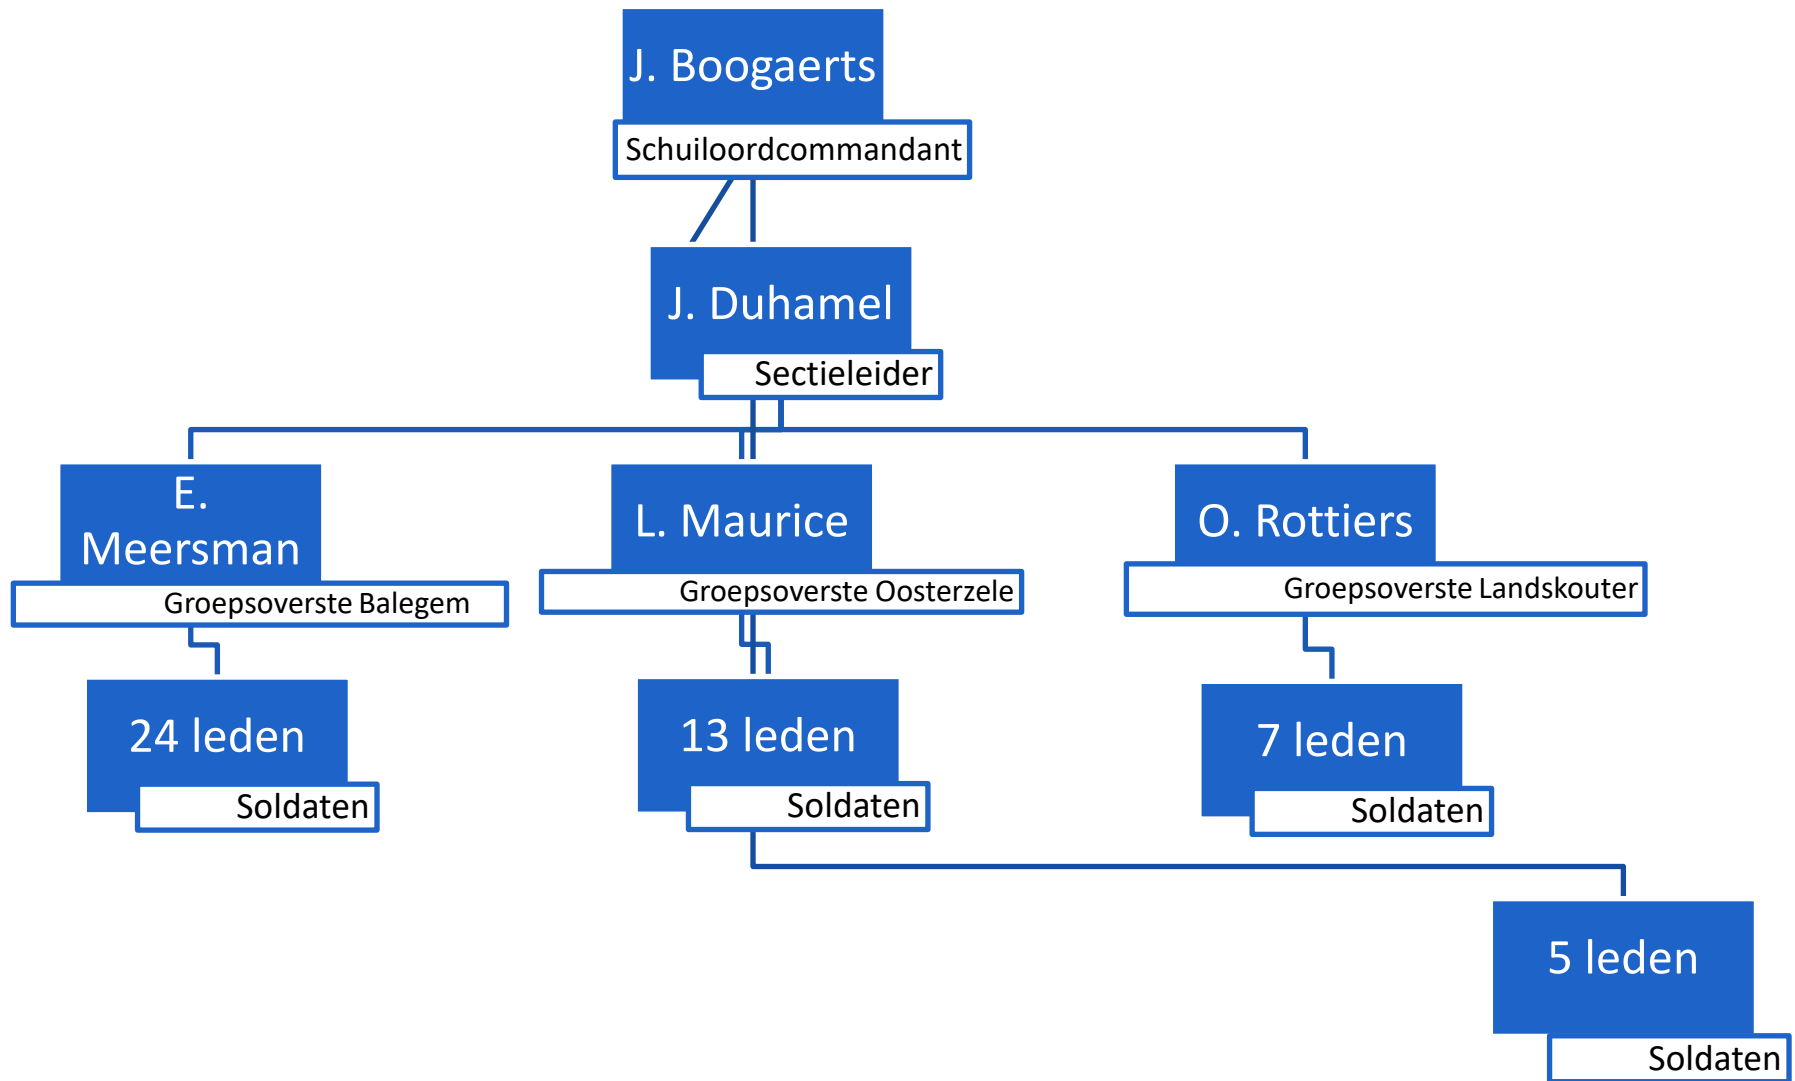 J. Boogaerts
Schuiloordcommandant
J. Duhamel
Sectieleider
E.
Meersman
Groepsoverste Balegem
L. Maurice
Groepsoverste Oosterzele
O. Rottiers
Groepsoverste Landskouter
24 leden
Soldaten
13 leden
Soldaten
7 leden
Soldaten
5 leden
Soldaten